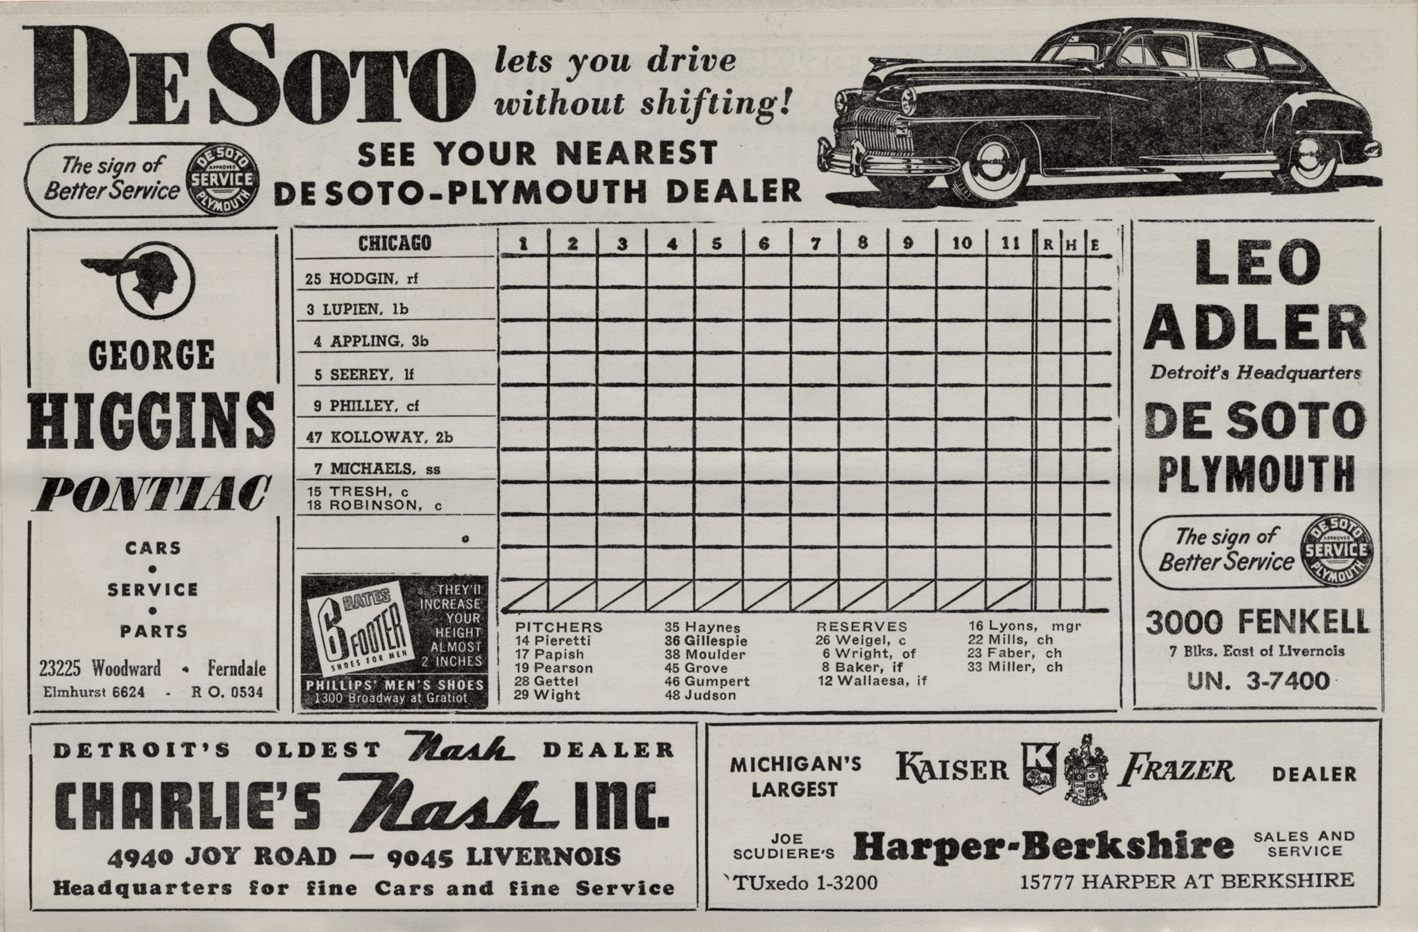 DE SOTO lets you drive
without shifting!
The sign of
Better Service
DE SOTO
APPROVED
SERVICE
PLYMOUTH
SEE YOUR NEAREST
DE SOTO-PLYMOUTH DEALER
GEORGE
HIGGINS
PONTIAC
CARS
•
SERVICE
•
PARTS
23225 Woodward • Ferndale
Elmhurst 6624 - RO. 0534
CHICAGO 1 2 3 4 5 6 7 8 9 10 11 R H E
25 HODGIN, rf
3 LUPIEN, 1b
4 APPLING, 3b
5 SEEREY, lf
9 PHILLEY, cf
47 KOLLOWAY, 2b
7 MICHAELS, ss
15 TRESH, c
18 ROBINSON, c
BATES
6 FOOTER
SHOES FOR MEN
THEY'll
INCREASE
YOUR
HEIGHT
ALMOST
2 INCHES
PHILLIPS' MEN'S SHOES
1300 Broadway at Gratiot
PITCHERS
14 Pieretti
17 Papish
19 Pearson
28 Gettel
29 Wight
35 Haynes
36 Gillespie
38 Moulder
45 Grove
46 Gumpert
48 Judson
RESERVES
26 Weigel, c
6 Wright, of
8 Baker, if
12 Wallaesa, if
16 Lyons, mgr
22 Mills, ch
23 Faber, ch
33 Miller, ch
LEO
ADLER
Detroit's Headquarters
DE SOTO
PLYMOUTH
The sign of
Better Service
DE SOTO
APPROVED
SERVICE
PLYMOUTH
3000 FENKELL
7 Blks. East of Livernois
UN. 3-7400
DETROIT'S OLDEST Nash DEALER
CHARLIE'S Nash INC.
4940 JOY ROAD — 9045 LIVERNOIS
Headquarters for fine Cars and fine Service
MICHIGAN'S
LARGEST
KAISER K FRAZER DEALER
JOE
SCUDIERE'S
Harper-Berkshire
SALES AND
SERVICE
TUxedo 1-3200 15777 HARPER AT BERKSHIRE